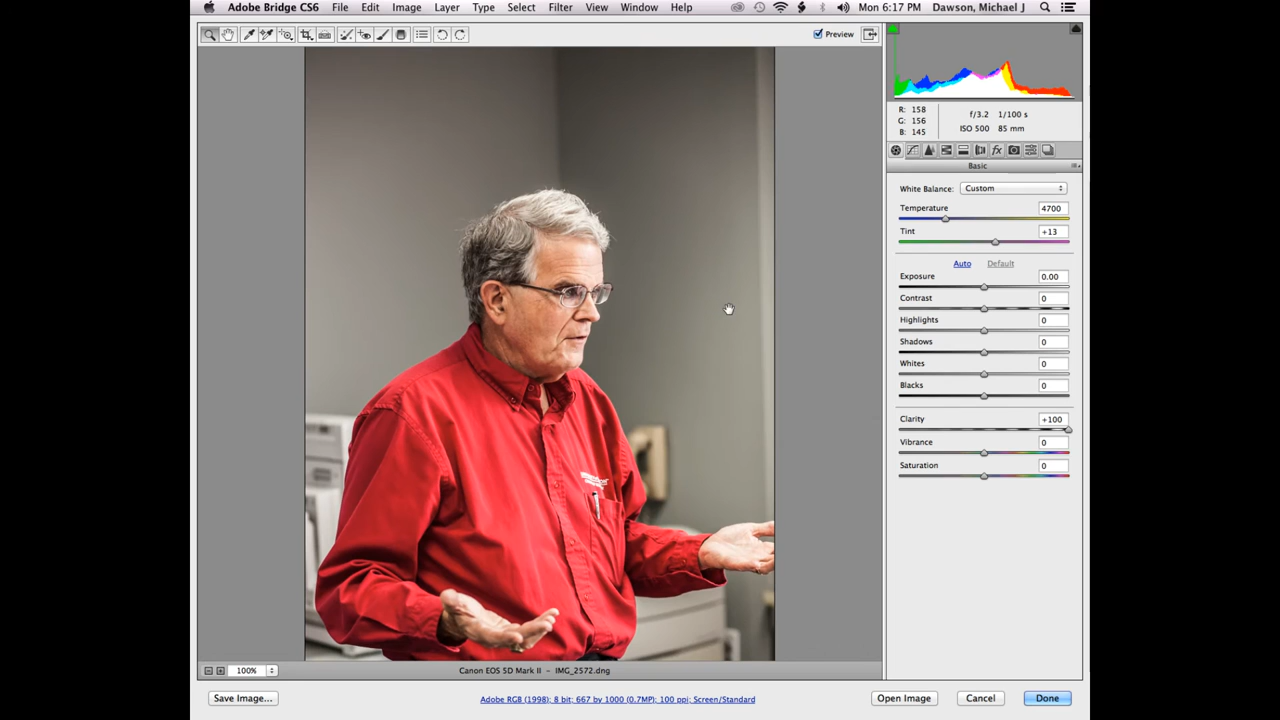 Adobe Bridge CS6 File Edit Image Layer Type Select Filter View Window Help Mon 6:17 PM Dawson, Michael J
Preview
R: 158
G: 156
B: 145
f/3.2 1/100 s
ISO 500 85 mm
fx
Basic
White Balance: Custom
Temperature 4700
Tint +13
Auto Default
Exposure 0.00
Contrast 0
Highlights 0
Shadows 0
Whites 0
Blacks 0
Clarity +100
Vibrance 0
Saturation 0
100% Canon EOS 5D Mark II - IMG_2572.dng
Save Image... Adobe RGB (1998); 8 bit; 667 by 1000 (0.7MP); 100 ppi; Screen/Standard Open Image Cancel Done